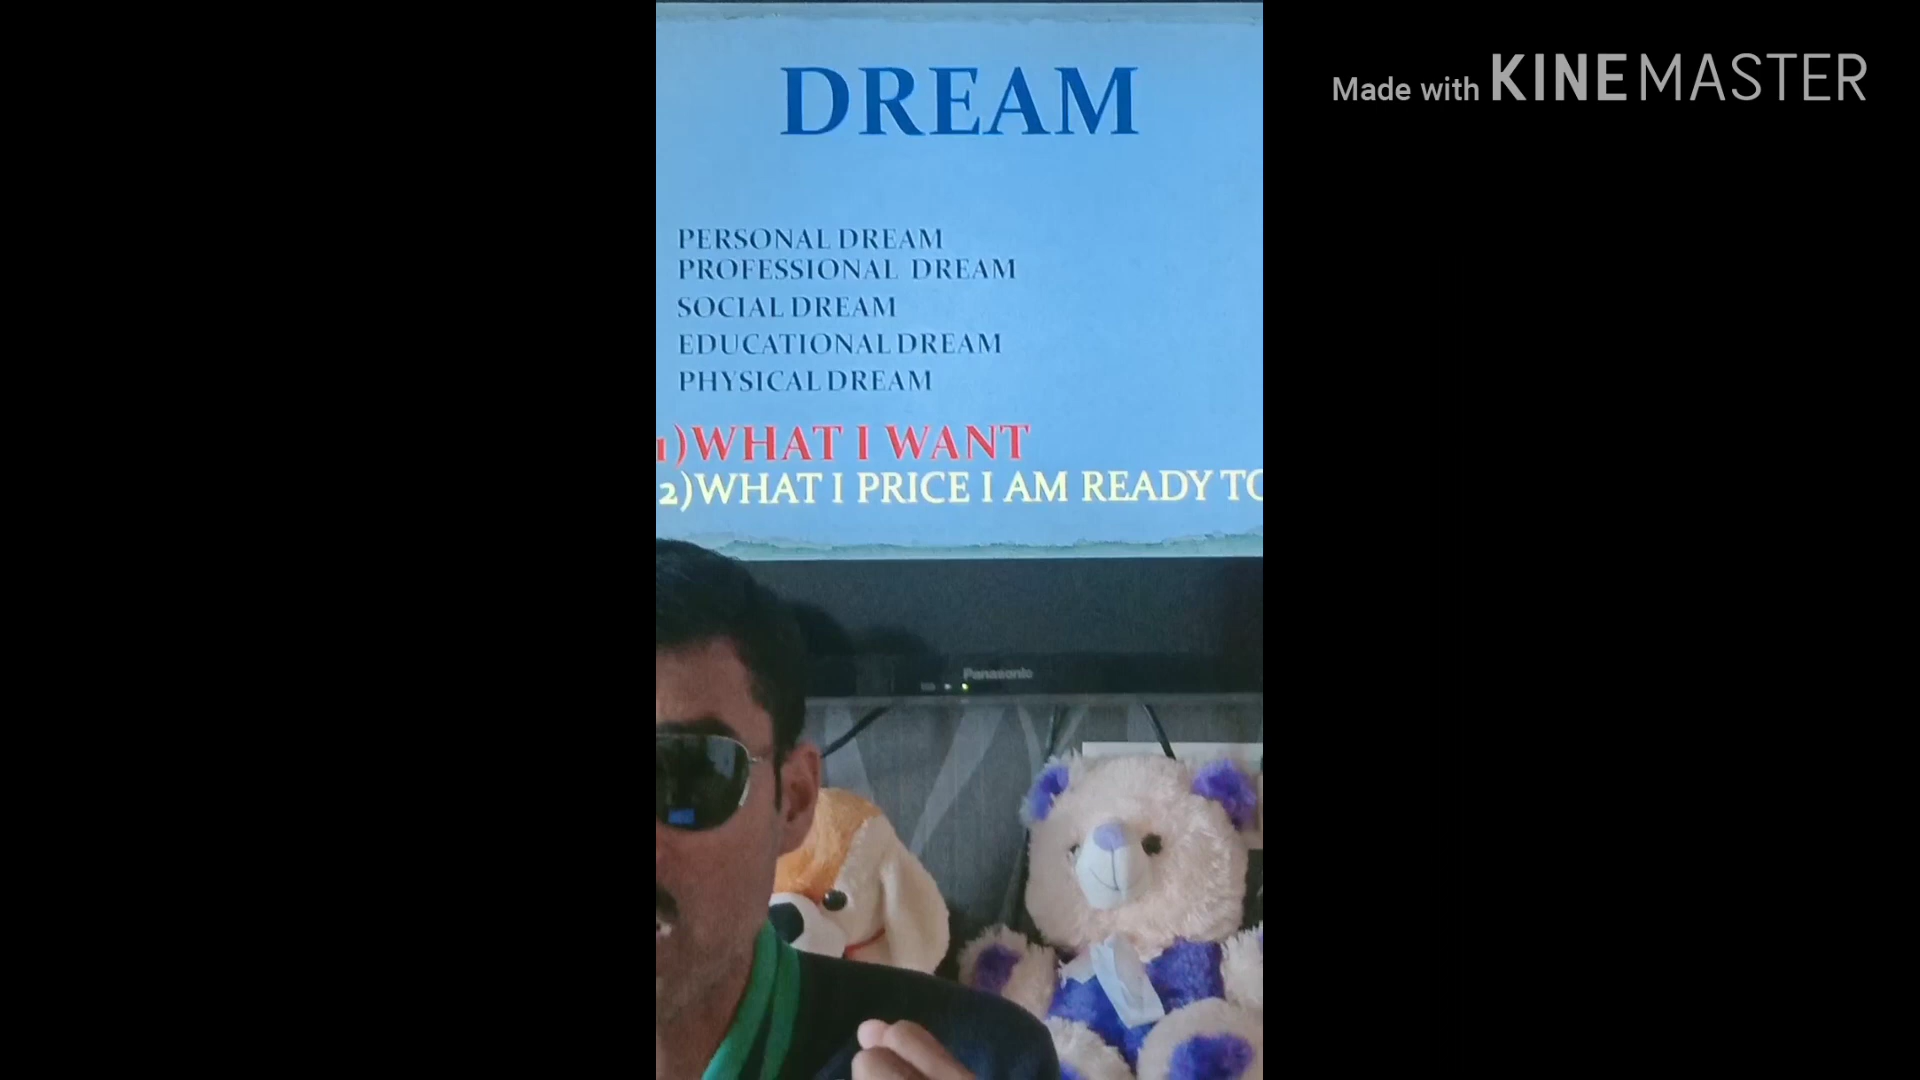 DREAM
Made with KINEMASTER
PERSONAL DREAM
PROFESSIONAL DREAM
SOCIAL DREAM
EDUCATIONAL DREAM
PHYSICAL DREAM
1)WHAT I WANT
2)WHAT I PRICE I AM READY TO
Panasonic